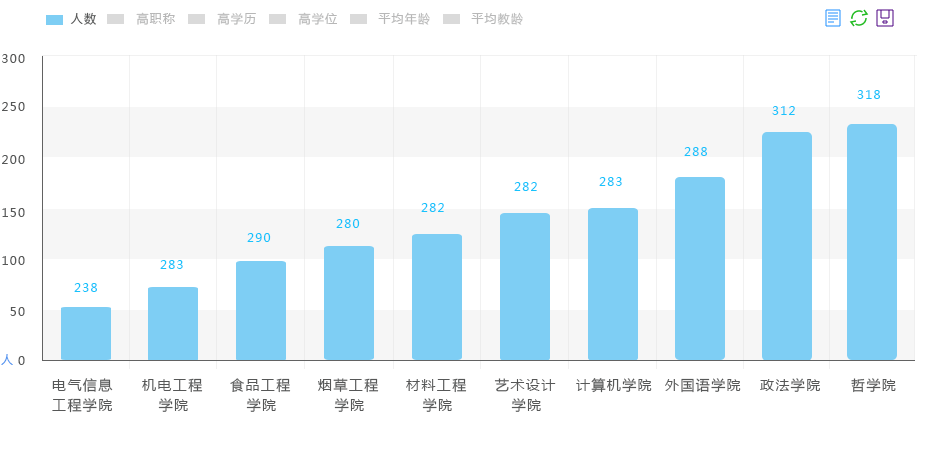 人数 高职称 高学历 高学位 平均年龄 平均教龄
300
250
200
150
100
50
人 0
238
283
290
280
282
282
283
288
312
318
电气信息
工程学院
机电工程
学院
食品工程
学院
烟草工程
学院
材料工程
学院
艺术设计
学院
计算机学院
外国语学院
政法学院
哲学院